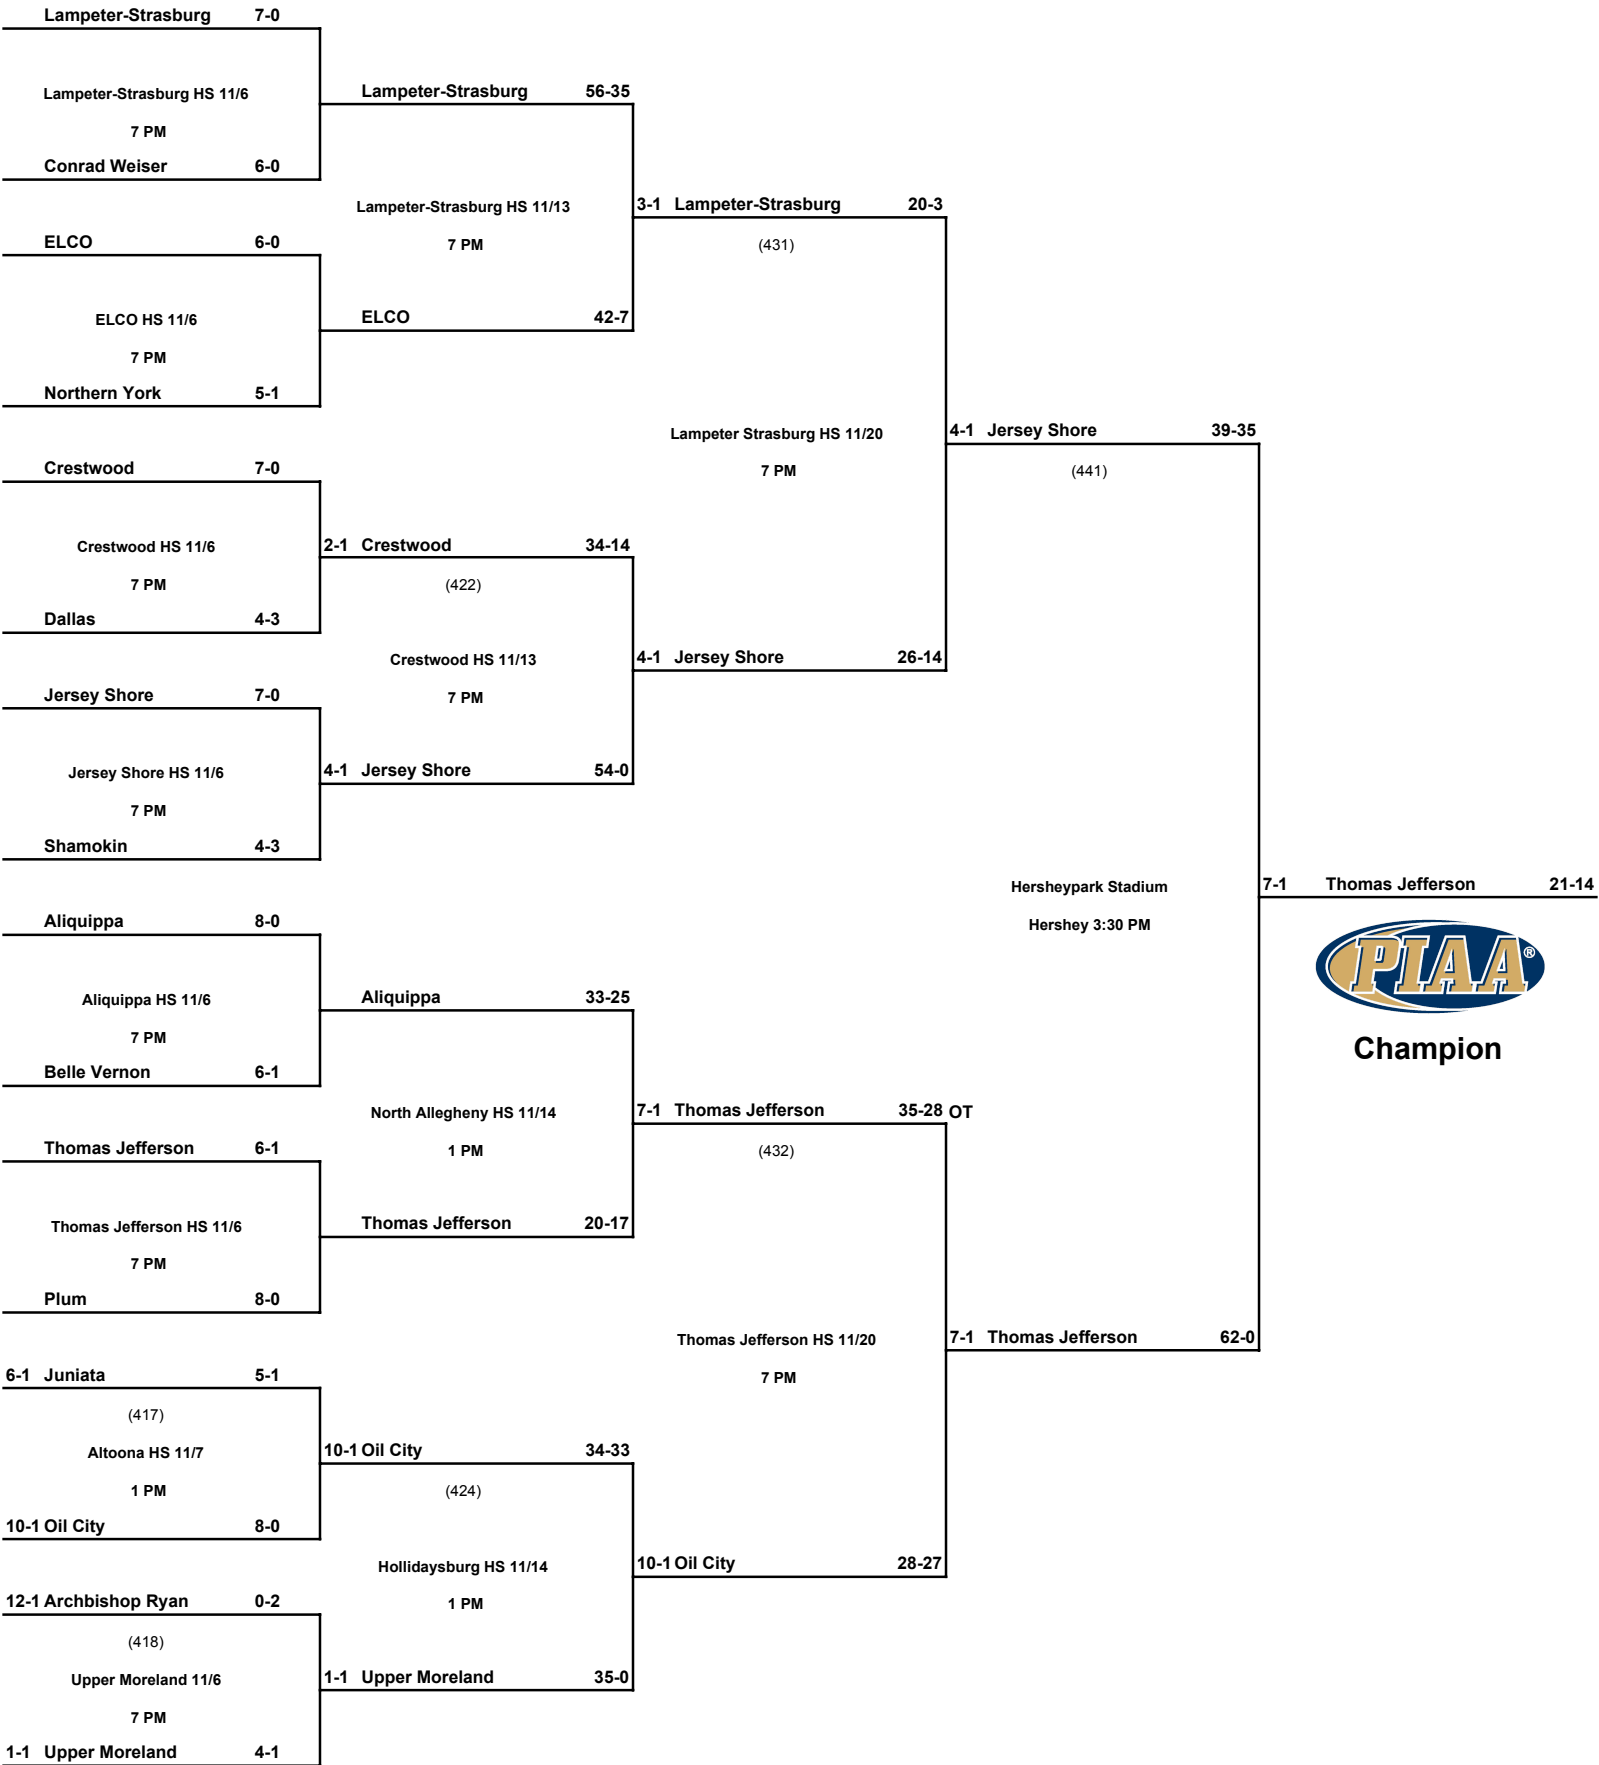 Lampeter-Strasburg 7-0
Lampeter-Strasburg HS 11/6
7 PM
Conrad Weiser 6-0
ELCO 6-0
ELCO HS 11/6
7 PM
Northern York 5-1
Crestwood 7-0
Crestwood HS 11/6
7 PM
Dallas 4-3
Jersey Shore 7-0
Jersey Shore HS 11/6
7 PM
Shamokin 4-3
Aliquippa 8-0
Aliquippa HS 11/6
7 PM
Belle Vernon 6-1
Thomas Jefferson 6-1
Thomas Jefferson HS 11/6
7 PM
Plum 8-0
6-1 Juniata 5-1
(417)
Altoona HS 11/7
1 PM
10-1 Oil City 8-0
12-1 Archbishop Ryan 0-2
(418)
Upper Moreland 11/6
7 PM
1-1 Upper Moreland 4-1
Lampeter-Strasburg 56-35
Lampeter-Strasburg HS 11/13
7 PM
ELCO 42-7
2-1 Crestwood 34-14
(422)
Crestwood HS 11/13
7 PM
4-1 Jersey Shore 54-0
Aliquippa 33-25
North Allegheny HS 11/14
1 PM
Thomas Jefferson 20-17
10-1 Oil City 34-33
(424)
Hollidaysburg HS 11/14
1 PM
1-1 Upper Moreland 35-0
3-1 Lampeter-Strasburg 20-3
(431)
Lampeter Strasburg HS 11/20
7 PM
4-1 Jersey Shore 26-14
7-1 Thomas Jefferson 35-28 OT
(432)
Thomas Jefferson HS 11/20
7 PM
10-1 Oil City 28-27
4-1 Jersey Shore 39-35
(441)
Hersheypark Stadium
Hershey 3:30 PM
7-1 Thomas Jefferson 62-0
7-1 Thomas Jefferson 21-14
PIAA®
Champion